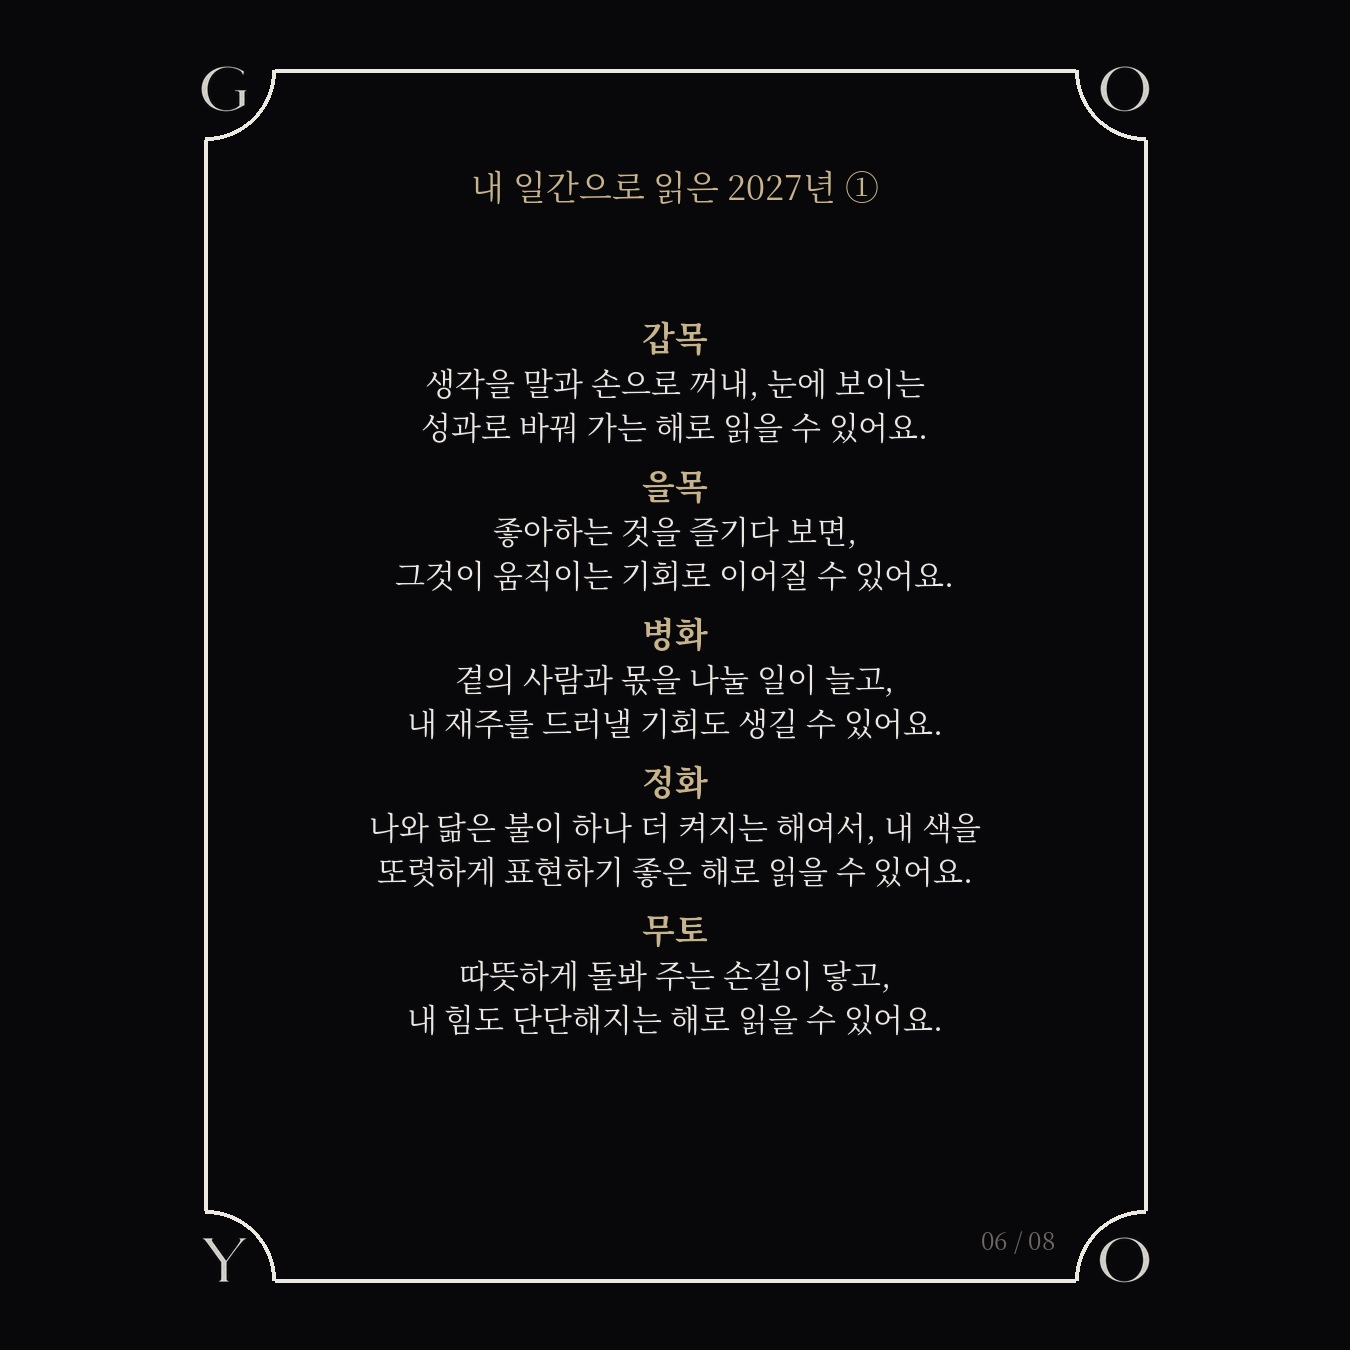 G O
내 일간으로 읽은 2027년 ①
갑목
생각을 말과 손으로 꺼내, 눈에 보이는
성과로 바꿔 가는 해로 읽을 수 있어요.
을목
좋아하는 것을 즐기다 보면,
그것이 움직이는 기회로 이어질 수 있어요.
병화
곁의 사람과 몫을 나눌 일이 늘고,
내 재주를 드러낼 기회도 생길 수 있어요.
정화
나와 닮은 불이 하나 더 켜지는 해여서, 내 색을
또렷하게 표현하기 좋은 해로 읽을 수 있어요.
무토
따뜻하게 돌봐 주는 손길이 닿고,
내 힘도 단단해지는 해로 읽을 수 있어요.
06 / 08
Y O